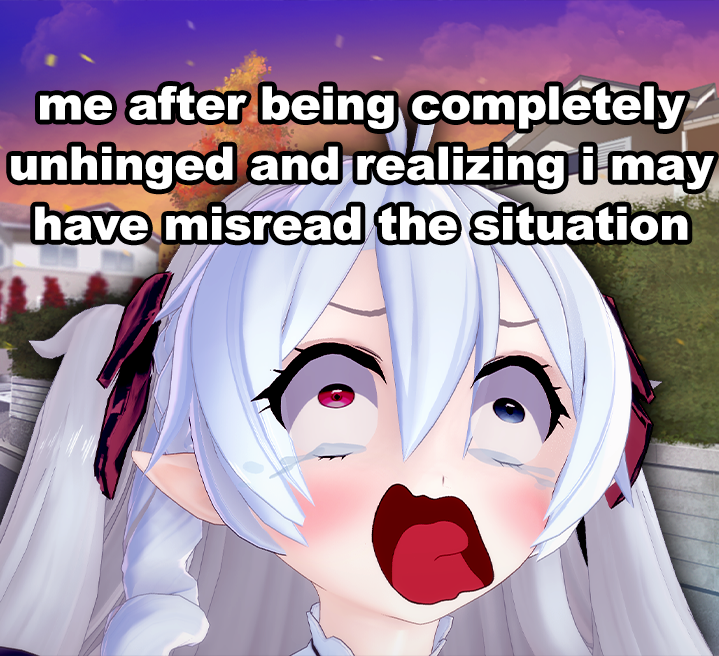 me after being completely
unhinged and realizing i may
have misread the situation